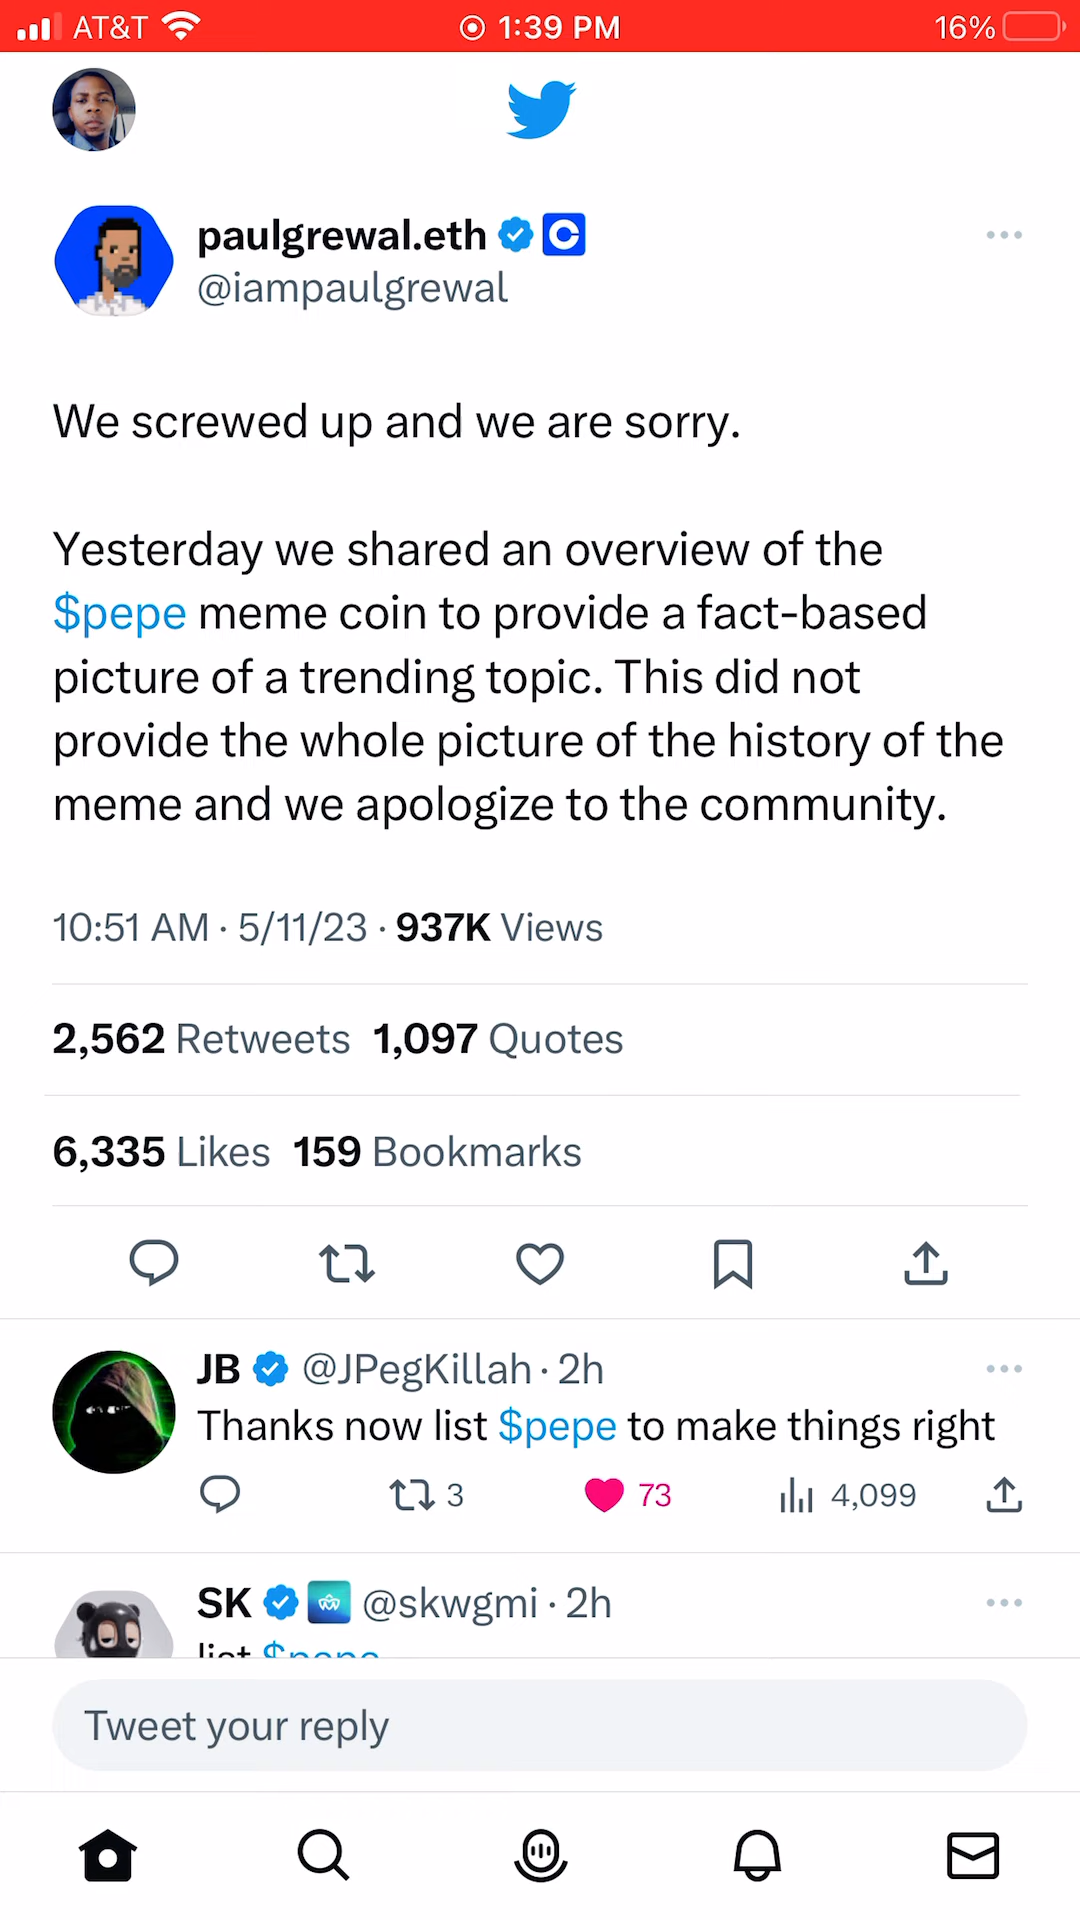 AT&T 1:39 PM 16%
paulgrewal.eth
@iampaulgrewal
We screwed up and we are sorry.
Yesterday we shared an overview of the
$pepe meme coin to provide a fact-based
picture of a trending topic. This did not
provide the whole picture of the history of the
meme and we apologize to the community.
10:51 AM · 5/11/23 · 937K Views
2,562 Retweets 1,097 Quotes
6,335 Likes 159 Bookmarks
JB @JPegKillah · 2h
Thanks now list $pepe to make things right
3 73 4,099
SK @skwgmi · 2h
list $pepe
Tweet your reply